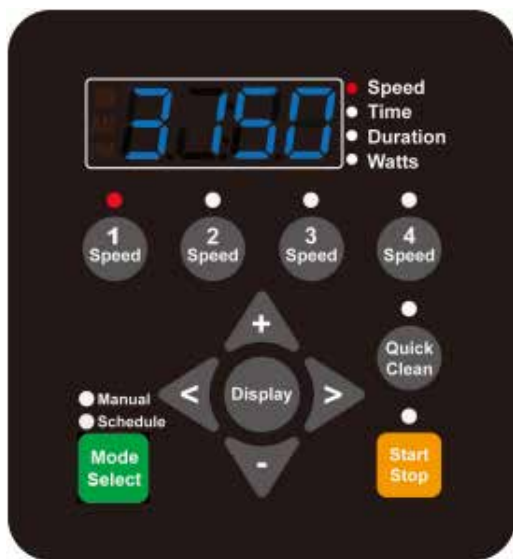 3150
Speed
Time
Duration
Watts
1
Speed
2
Speed
3
Speed
4
Speed
+
Quick
Clean
<
Display
>
Manual
Schedule
-
Mode
Select
Start
Stop